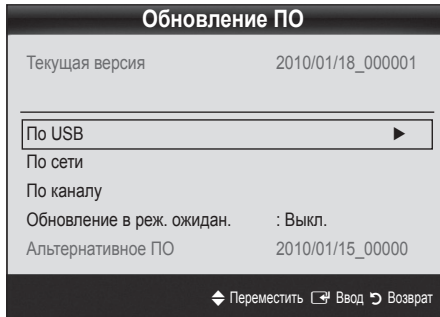 Обновление ПО
Текущая версия 2010/01/18_000001
По USB ▶
По сети
По каналу
Обновление в реж. ожидан. : Выкл.
Альтернативное ПО 2010/01/15_00000
Переместить Ввод Возврат